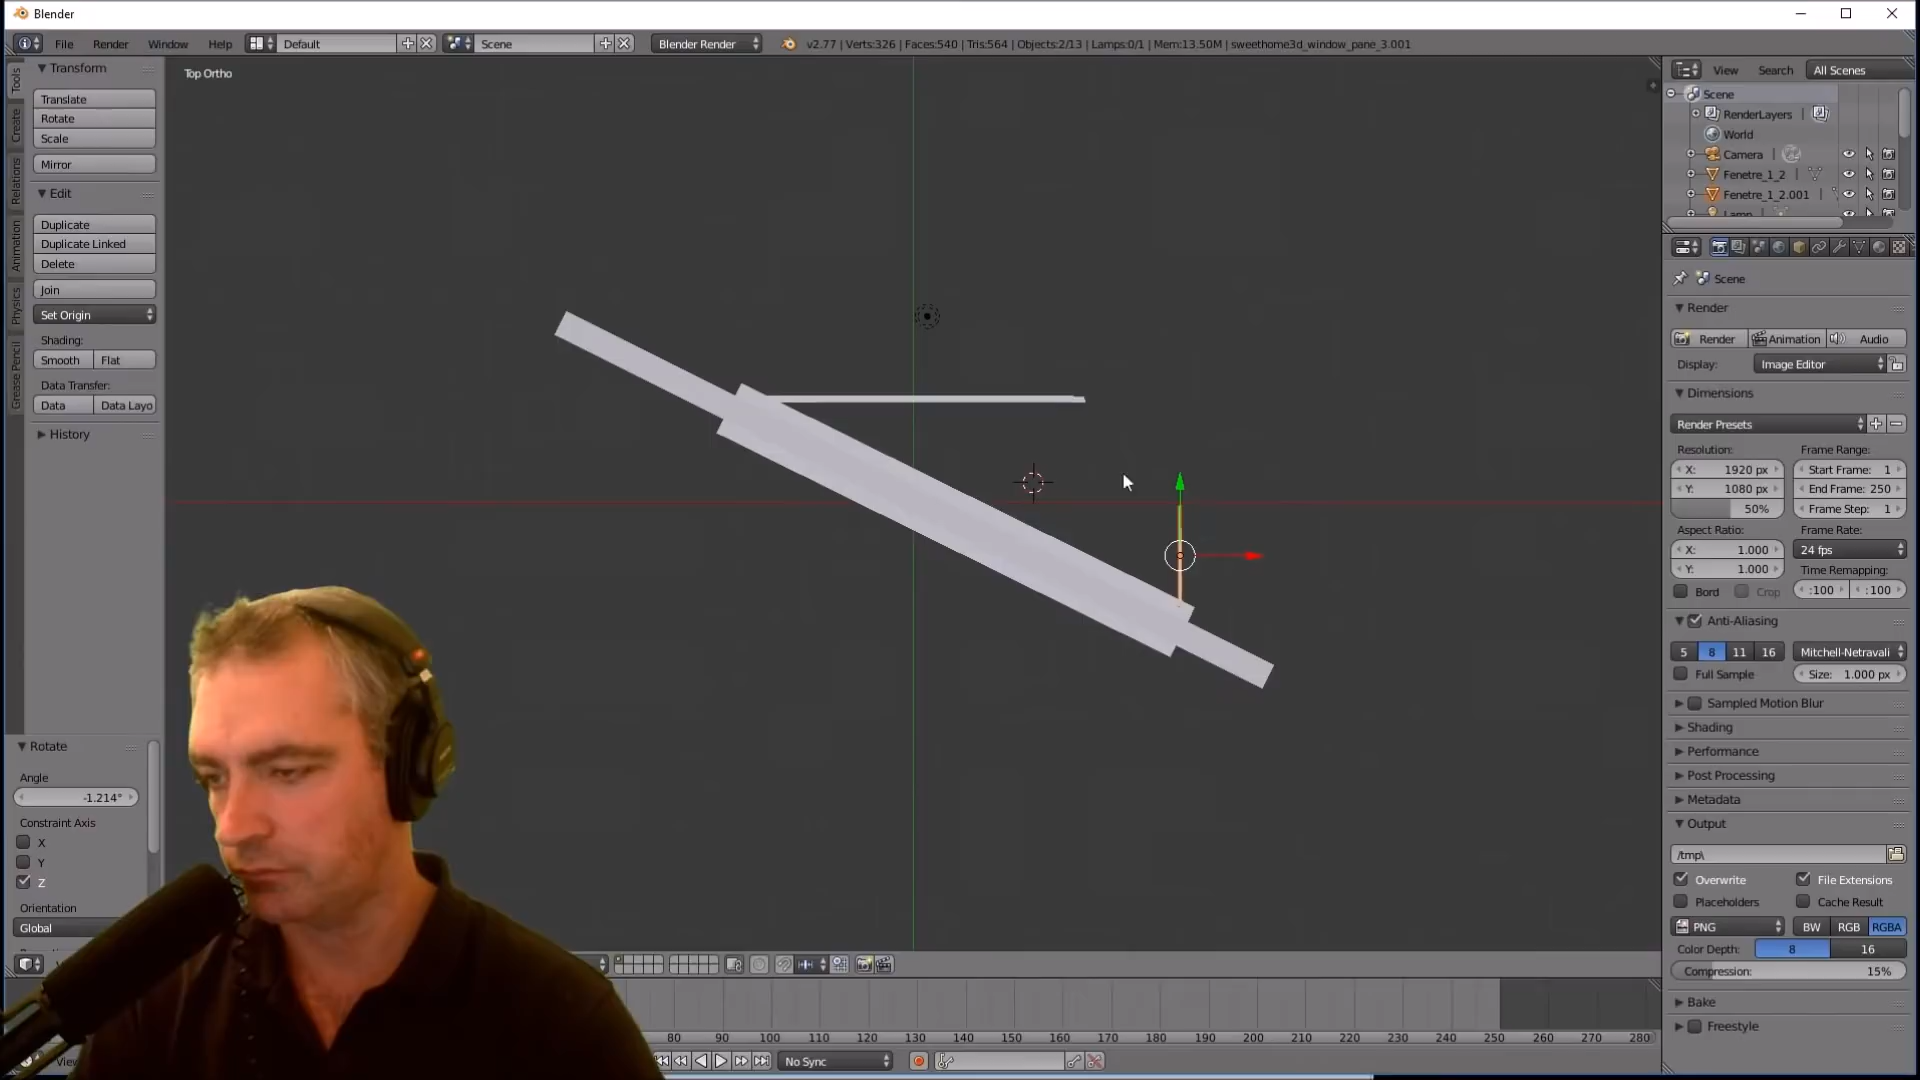 Blender
File Render Window Help Default Scene Blender Render v2.77 | Verts:326 | Faces:540 | Tris:564 | Objects:2/13 | Lamps:0/1 | Mem:13.50M | sweethome3d_window_pane_3.001
Tools
Create
Relations
Animation
Physics
Grease Pencil
Transform
Translate
Rotate
Scale
Mirror
Edit
Duplicate
Duplicate Linked
Delete
Join
Set Origin
Shading:
Smooth Flat
Data Transfer:
Data Data Layo
History
Rotate
Angle
-1.214°
Constraint Axis
X
Y
Z
Orientation
Global
Top Ortho
View Search All Scenes
Scene
RenderLayers
World
Camera
Fenetre_1_2
Fenetre_1_2.001
Lamp
Scene
Render
Render Animation Audio
Display: Image Editor
Dimensions
Render Presets
Resolution: Frame Range:
X: 1920 px Start Frame: 1
Y: 1080 px End Frame: 250
50% Frame Step: 1
Aspect Ratio: Frame Rate:
X: 1.000 24 fps
Y: 1.000 Time Remapping:
Bord Crop :100 :100
Anti-Aliasing
5 8 11 16 Mitchell-Netravali
Full Sample Size: 1.000 px
Sampled Motion Blur
Shading
Performance
Post Processing
Metadata
Output
/tmp\
Overwrite File Extensions
Placeholders Cache Result
PNG BW RGB RGBA
Color Depth: 8 16
Compression: 15%
Bake
Freestyle
80 90 100 110 120 130 140 150 160 170 180 190 200 210 220 230 240 250 260 270 280
View No Sync